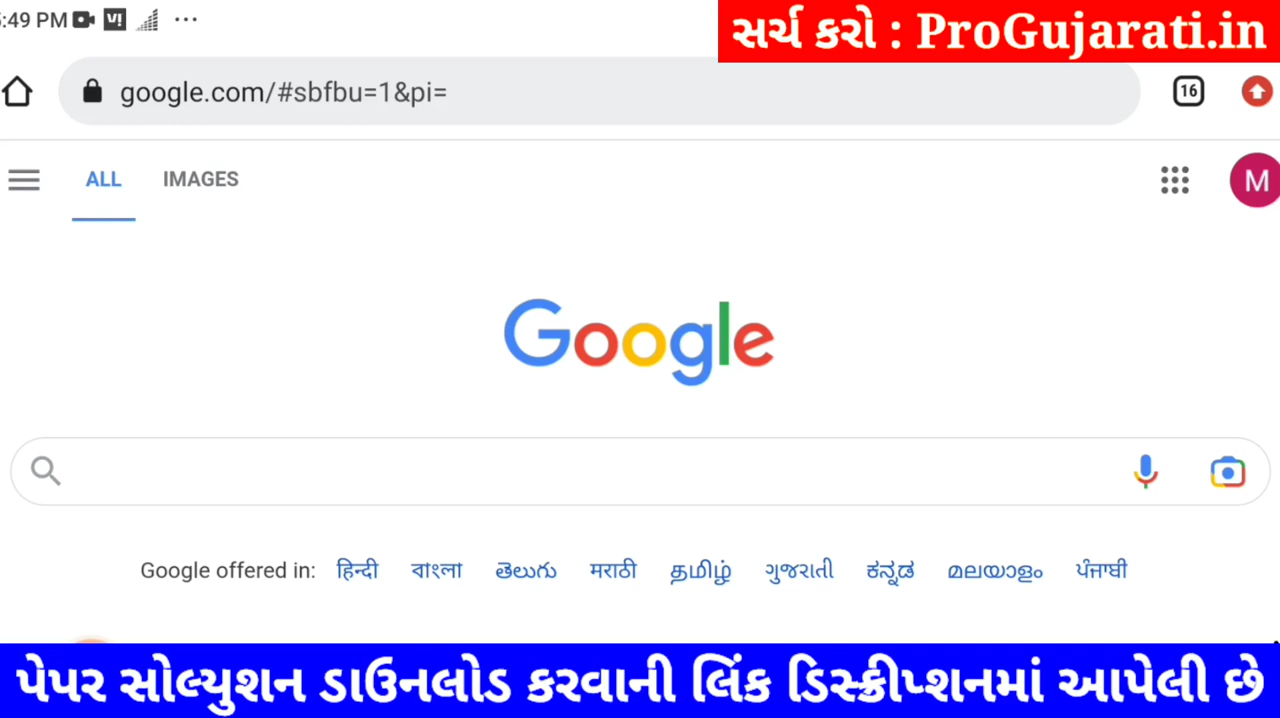 :49 PM
સર્ચ કરો : ProGujarati.in
google.com/#sbfbu=1&pi=
16
ALL IMAGES
M
Google
Google offered in: हिन्दी বাংলা తెలుగు मराठी தமிழ் ગુજરાતી ಕನ್ನಡ മലയാളം ਪੰਜਾਬੀ
પેપર સોલ્યુશન ડાઉનલોડ કરવાની લિંક ડિસ્ક્રીપ્શનમાં આપેલી છે